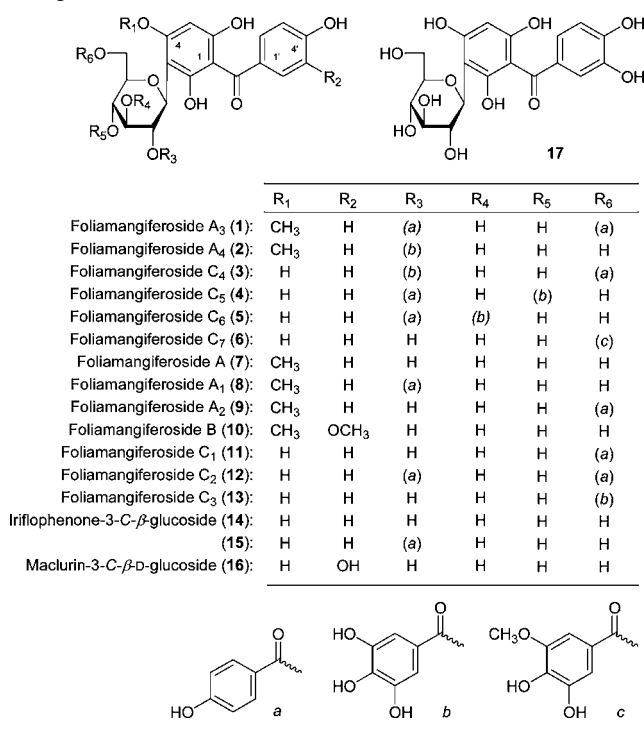 R1O OH OH
4 4'
R6O 1 1' R2
O OH O
OR4
R5O
OR3
HO OH OH
HO OH
O OH O
OH
HO
OH
17
R1 R2 R3 R4 R5 R6
Foliamangiferoside A3 (1): CH3 H (a) H H (a)
Foliamangiferoside A4 (2): CH3 H (b) H H H
Foliamangiferoside C4 (3): H H (b) H H (a)
Foliamangiferoside C5 (4): H H (a) H (b) H
Foliamangiferoside C6 (5): H H (a) (b) H H
Foliamangiferoside C7 (6): H H H H H (c)
Foliamangiferoside A (7): CH3 H H H H H
Foliamangiferoside A1 (8): CH3 H (a) H H H
Foliamangiferoside A2 (9): CH3 H H H H (a)
Foliamangiferoside B (10): CH3 OCH3 H H H H
Foliamangiferoside C1 (11): H H H H H (a)
Foliamangiferoside C2 (12): H H (a) H H (a)
Foliamangiferoside C3 (13): H H H H H (b)
Iriflophenone-3-C-β-glucoside (14): H H H H H H
(15): H H (a) H H H
Maclurin-3-C-β-D-glucoside (16): H OH H H H H
O
HO a
O
HO
HO
OH b
O
CH3O
HO
OH c